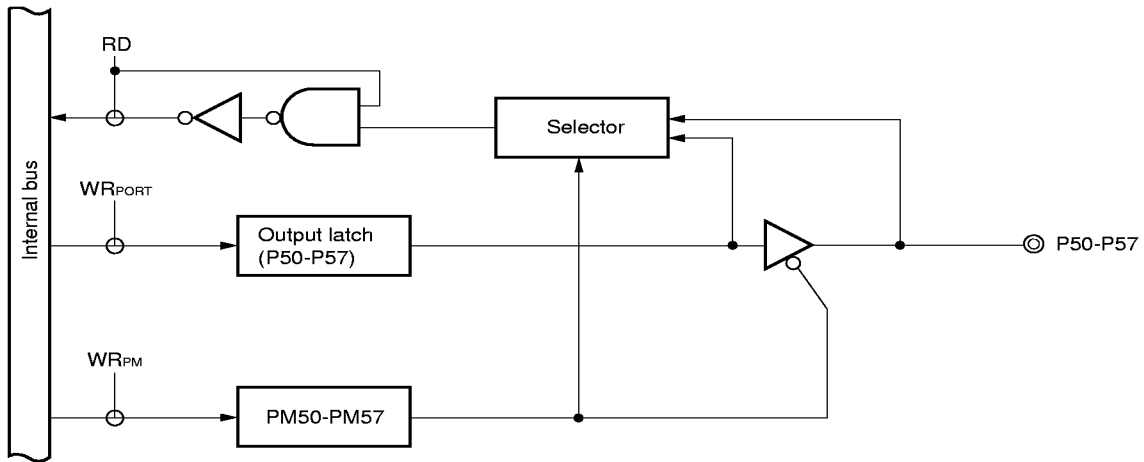 RD
Selector
Internal bus
WRPORT
Output latch
(P50-P57)
P50-P57
WRPM
PM50-PM57